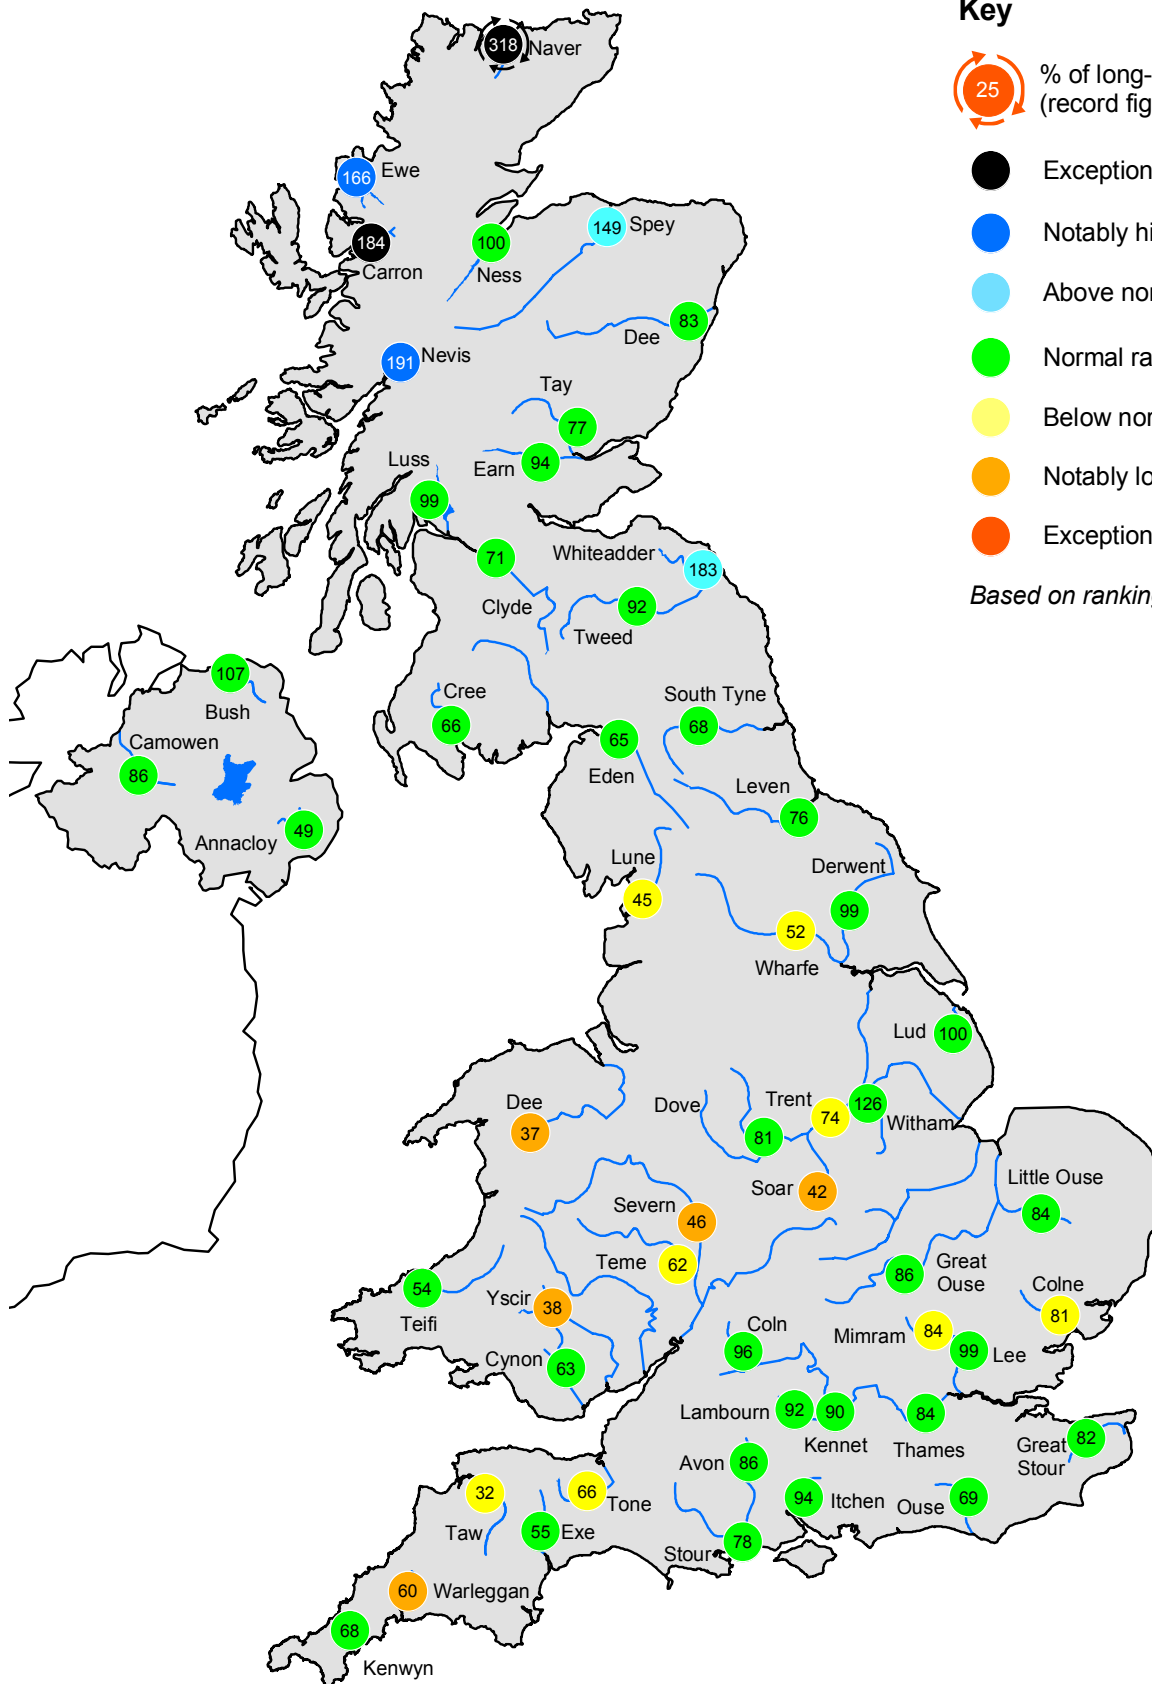 Key
25
% of long-
(record fig
Exception
Notably hi
Above nor
Normal ra
Below nor
Notably lo
Exception
Based on ranking
318
Naver
166
Ewe
184
Carron
100
Ness
149
Spey
83
Dee
191
Nevis
Tay
77
Luss
99
Earn
94
71
Clyde
Whiteadder
183
92
Tweed
107
Bush
Camowen
86
Annacloy
49
Cree
66
65
Eden
South Tyne
68
Leven
76
Lune
45
Derwent
99
52
Wharfe
Lud
100
Dee
37
Dove
81
Trent
74
126
Witham
Soar
42
Little Ouse
84
Severn
46
Teme
62
86
Great
Ouse
Colne
81
54
Teifi
Yscir
38
Cynon
63
Coln
96
Mimram
84
99
Lee
Lambourn
92
90
Kennet
84
Thames
82
Great
Stour
Avon
86
94
Itchen
Ouse
69
32
Taw
66
Tone
55
Exe
78
Stour
60
Warleggan
68
Kenwyn